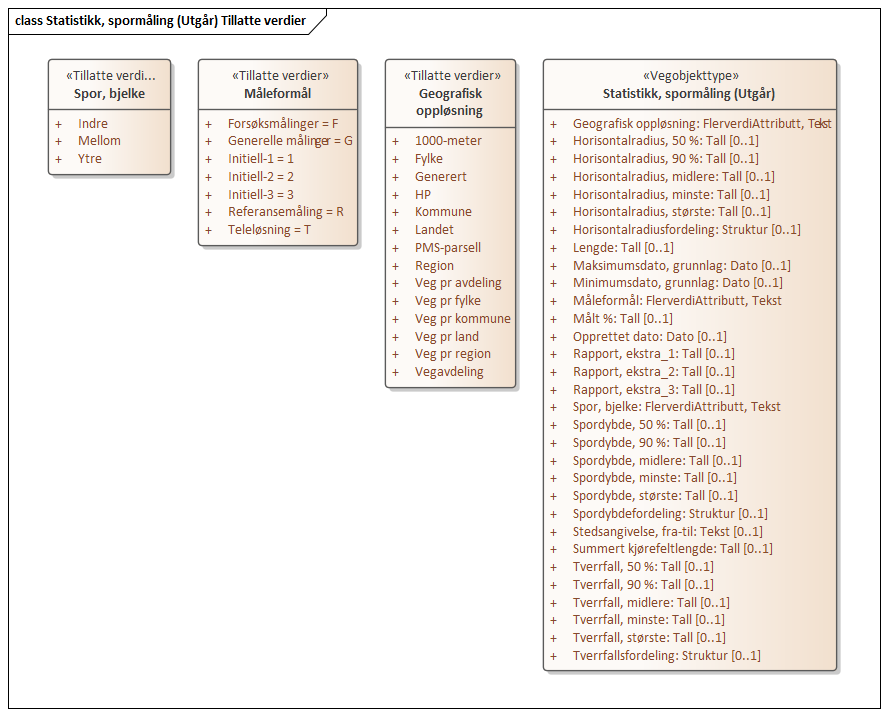 class Statistikk, spormåling (Utgår) Tillatte verdier
«Tillatte verdi...
Spor, bjelke
+ Indre
+ Mellom
+ Ytre
«Tillatte verdier»
Måleformål
+ Forsøksmålinger = F
+ Generelle målinger = G
+ Initiell-1 = 1
+ Initiell-2 = 2
+ Initiell-3 = 3
+ Referansemåling = R
+ Teleløsning = T
«Tillatte verdier»
Geografisk
oppløsning
+ 1000-meter
+ Fylke
+ Generert
+ HP
+ Kommune
+ Landet
+ PMS-parsell
+ Region
+ Veg pr avdeling
+ Veg pr fylke
+ Veg pr kommune
+ Veg pr land
+ Veg pr region
+ Vegavdeling
«Vegobjekttype»
Statistikk, spormåling (Utgår)
+ Geografisk oppløsning: FlerverdiAttributt, Tekst
+ Horisontalradius, 50 %: Tall [0..1]
+ Horisontalradius, 90 %: Tall [0..1]
+ Horisontalradius, midlere: Tall [0..1]
+ Horisontalradius, minste: Tall [0..1]
+ Horisontalradius, største: Tall [0..1]
+ Horisontalradiusfordeling: Struktur [0..1]
+ Lengde: Tall [0..1]
+ Maksimumsdato, grunnlag: Dato [0..1]
+ Minimumsdato, grunnlag: Dato [0..1]
+ Måleformål: FlerverdiAttributt, Tekst
+ Målt %: Tall [0..1]
+ Opprettet dato: Dato [0..1]
+ Rapport, ekstra_1: Tall [0..1]
+ Rapport, ekstra_2: Tall [0..1]
+ Rapport, ekstra_3: Tall [0..1]
+ Spor, bjelke: FlerverdiAttributt, Tekst
+ Spordybde, 50 %: Tall [0..1]
+ Spordybde, 90 %: Tall [0..1]
+ Spordybde, midlere: Tall [0..1]
+ Spordybde, minste: Tall [0..1]
+ Spordybde, største: Tall [0..1]
+ Spordybdefordeling: Struktur [0..1]
+ Stedsangivelse, fra-til: Tekst [0..1]
+ Summert kjørefeltlengde: Tall [0..1]
+ Tverrfall, 50 %: Tall [0..1]
+ Tverrfall, 90 %: Tall [0..1]
+ Tverrfall, midlere: Tall [0..1]
+ Tverrfall, minste: Tall [0..1]
+ Tverrfall, største: Tall [0..1]
+ Tverrfallsfordeling: Struktur [0..1]